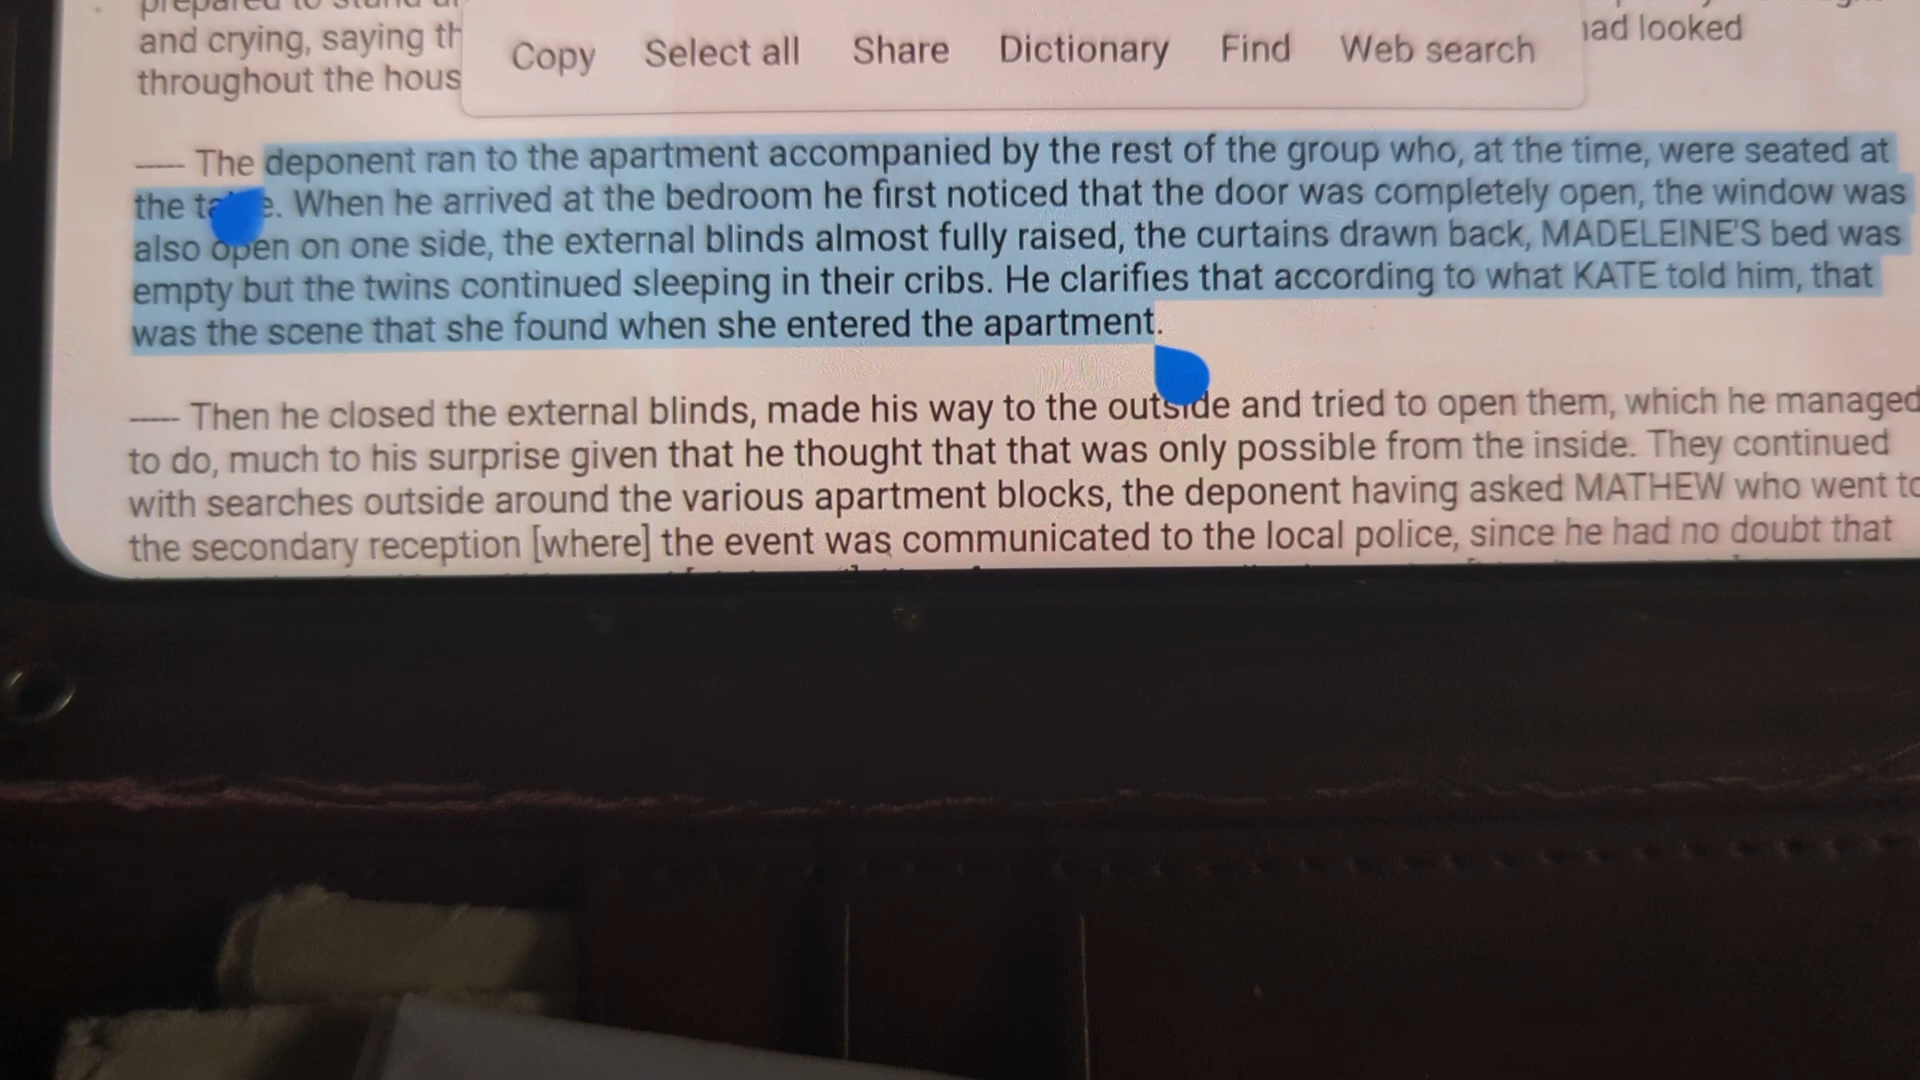 and crying, saying th
Copy Select all Share Dictionary Find Web search
had looked
throughout the hous
----- The deponent ran to the apartment accompanied by the rest of the group who, at the time, were seated at
the . When he arrived at the bedroom he first noticed that the door was completely open, the window was
also open on one side, the external blinds almost fully raised, the curtains drawn back, MADELEINE'S bed was
empty but the twins continued sleeping in their cribs. He clarifies that according to what KATE told him, that
was the scene that she found when she entered the apartment.
----- Then he closed the external blinds, made his way to the outside and tried to open them, which he managed
to do, much to his surprise given that he thought that that was only possible from the inside. They continued
with searches outside around the various apartment blocks, the deponent having asked MATHEW who went to
the secondary reception [where] the event was communicated to the local police, since he had no doubt that